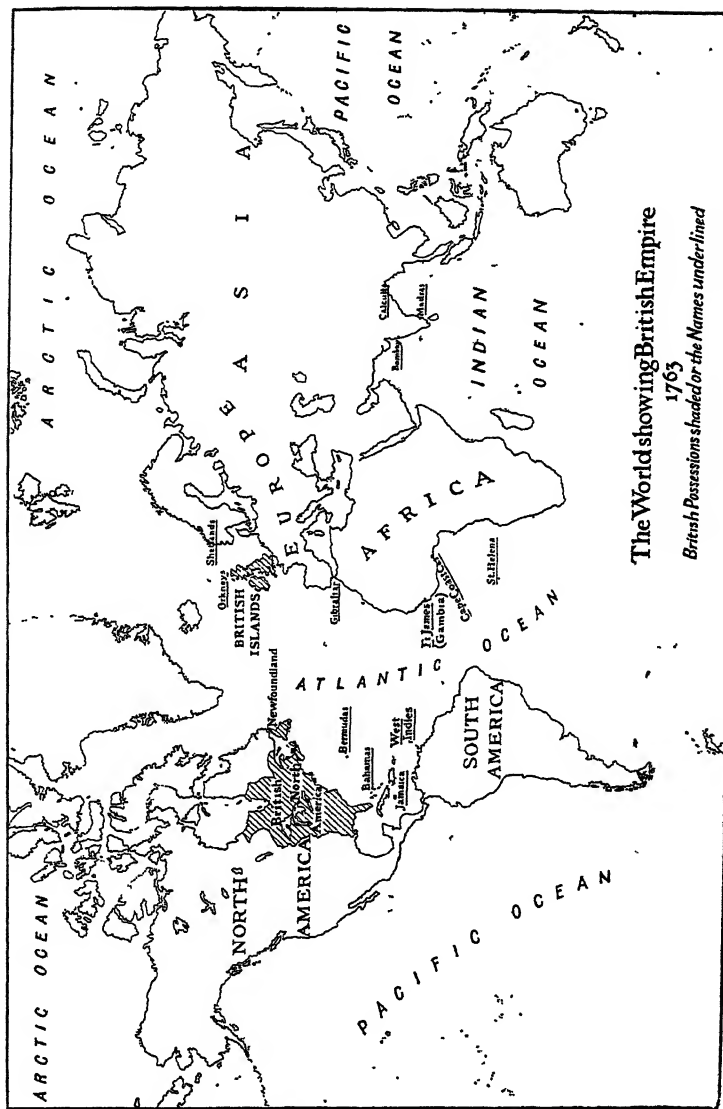 ARCTIC OCEAN
ARCTIC OCEAN
NORTH
AMERICA
British
North
America
Newfoundland
Bermudas
Bahamas
West
Indies
Jamaica
SOUTH
AMERICA
ATLANTIC OCEAN
PACIFIC OCEAN
Shetlands
Orkneys
BRITISH
ISLANDS
Gibraltar
EUROPE
ASIA
AFRICA
Ft James
(Gambia)
Cape Coast Cas.
St. Helena
Calcutta
Bombay
Madras
INDIAN
OCEAN
PACIFIC
OCEAN
The World showing British Empire
1763
British Possessions shaded or the Names underlined